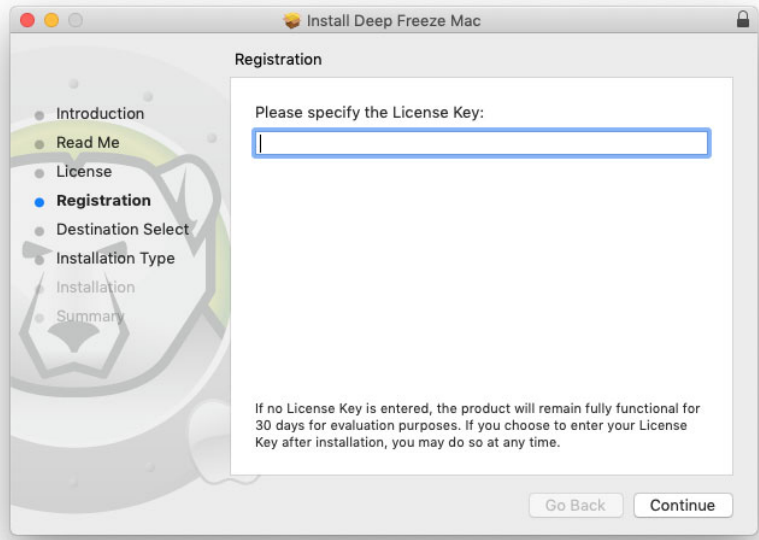 Install Deep Freeze Mac
Registration
Introduction
Read Me
License
Registration
Destination Select
Installation Type
Installation
Summary
Please specify the License Key:
If no License Key is entered, the product will remain fully functional for
30 days for evaluation purposes. If you choose to enter your License
Key after installation, you may do so at any time.
Go Back
Continue